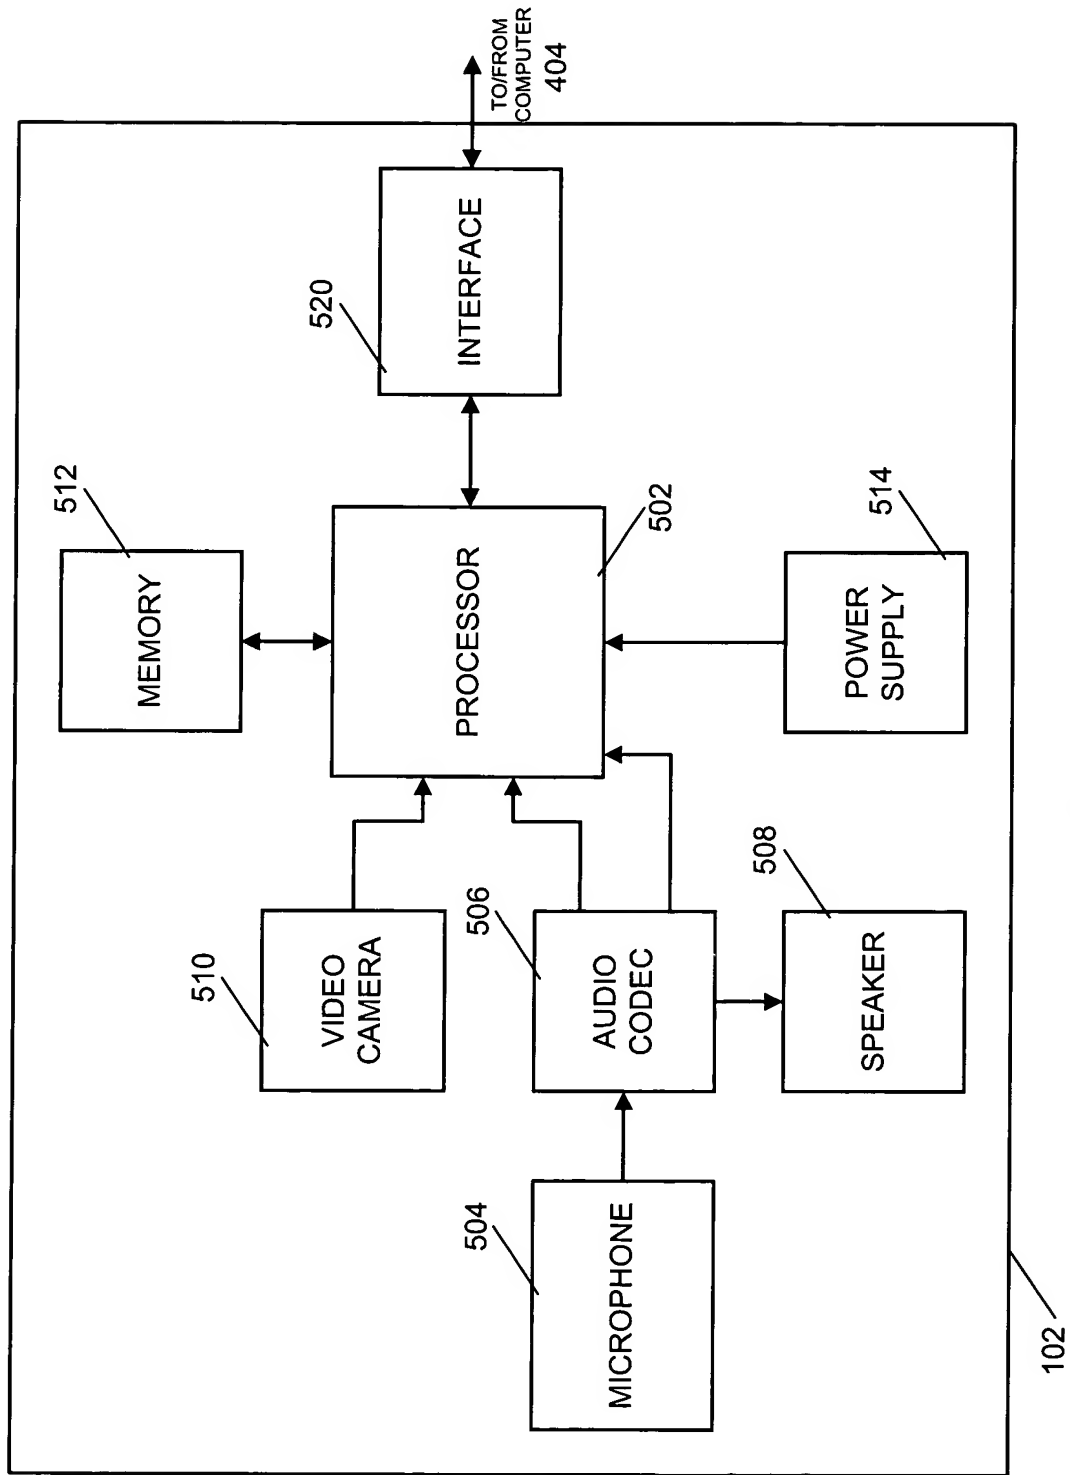 TO/FROM
COMPUTER
404
INTERFACE
520
512
MEMORY
PROCESSOR
502
514
POWER
SUPPLY
510
VIDEO
CAMERA
506
AUDIO
CODEC
508
SPEAKER
504
MICROPHONE
102